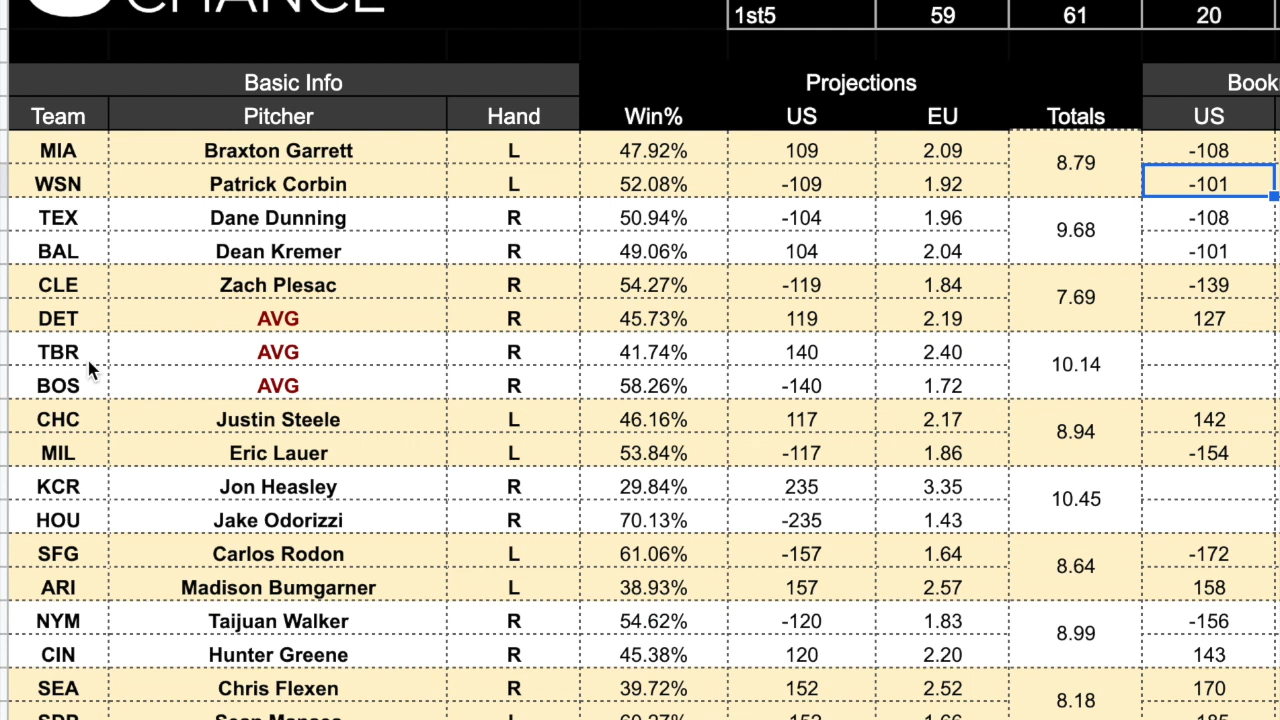 CHANCE
1st5 59 61 20
Basic Info Projections Book
Team Pitcher Hand Win% US EU Totals US
MIA Braxton Garrett L 47.92% 109 2.09 8.79 -108
WSN Patrick Corbin L 52.08% -109 1.92 -101
TEX Dane Dunning R 50.94% -104 1.96 9.68 -108
BAL Dean Kremer R 49.06% 104 2.04 -101
CLE Zach Plesac R 54.27% -119 1.84 7.69 -139
DET AVG R 45.73% 119 2.19 127
TBR AVG R 41.74% 140 2.40 10.14
BOS AVG R 58.26% -140 1.72
CHC Justin Steele L 46.16% 117 2.17 8.94 142
MIL Eric Lauer L 53.84% -117 1.86 -154
KCR Jon Heasley R 29.84% 235 3.35 10.45
HOU Jake Odorizzi R 70.13% -235 1.43
SFG Carlos Rodon L 61.06% -157 1.64 8.64 -172
ARI Madison Bumgarner L 38.93% 157 2.57 158
NYM Taijuan Walker R 54.62% -120 1.83 8.99 -156
CIN Hunter Greene R 45.38% 120 2.20 143
SEA Chris Flexen R 39.72% 152 2.52 8.18 170